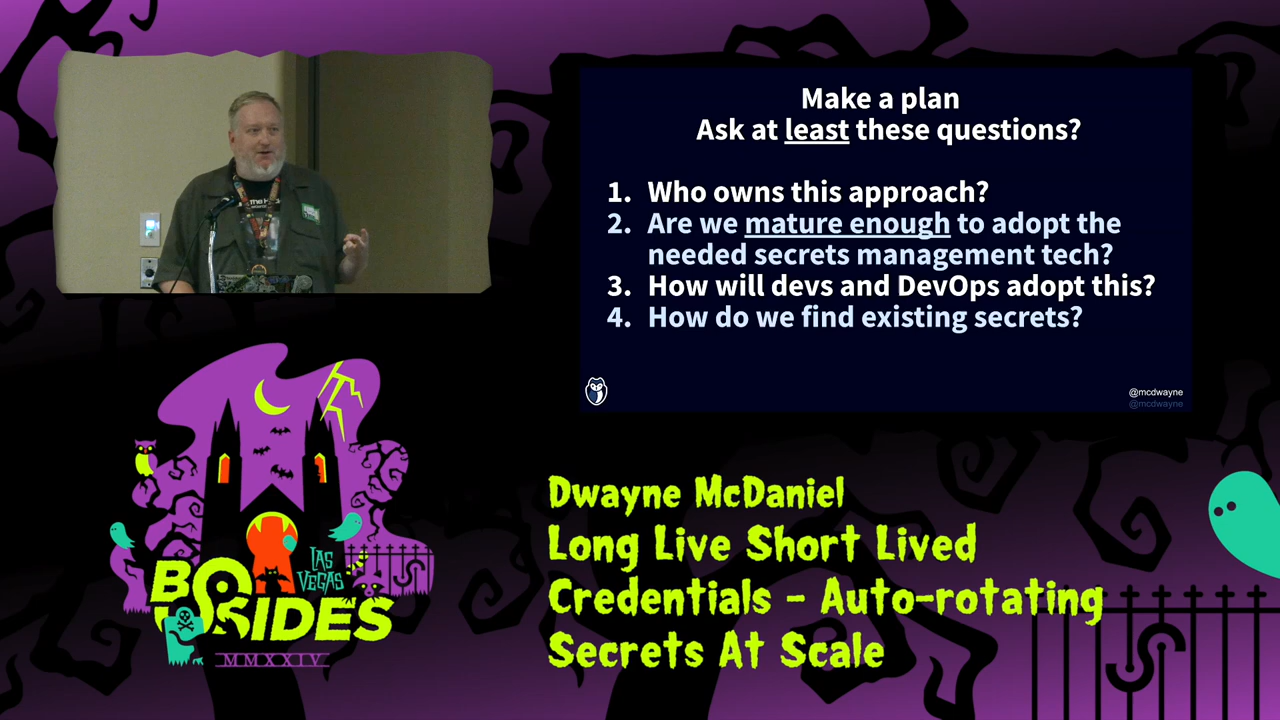 Make a plan
Ask at least these questions?
1. Who owns this approach?
2. Are we mature enough to adopt the
needed secrets management tech?
3. How will devs and DevOps adopt this?
4. How do we find existing secrets?
@mcdwayne
@mcdwayne
LAS
VEGAS
BSIDES
MMXXIV
Dwayne McDaniel
Long Live Short Lived
Credentials - Auto-rotating
Secrets At Scale